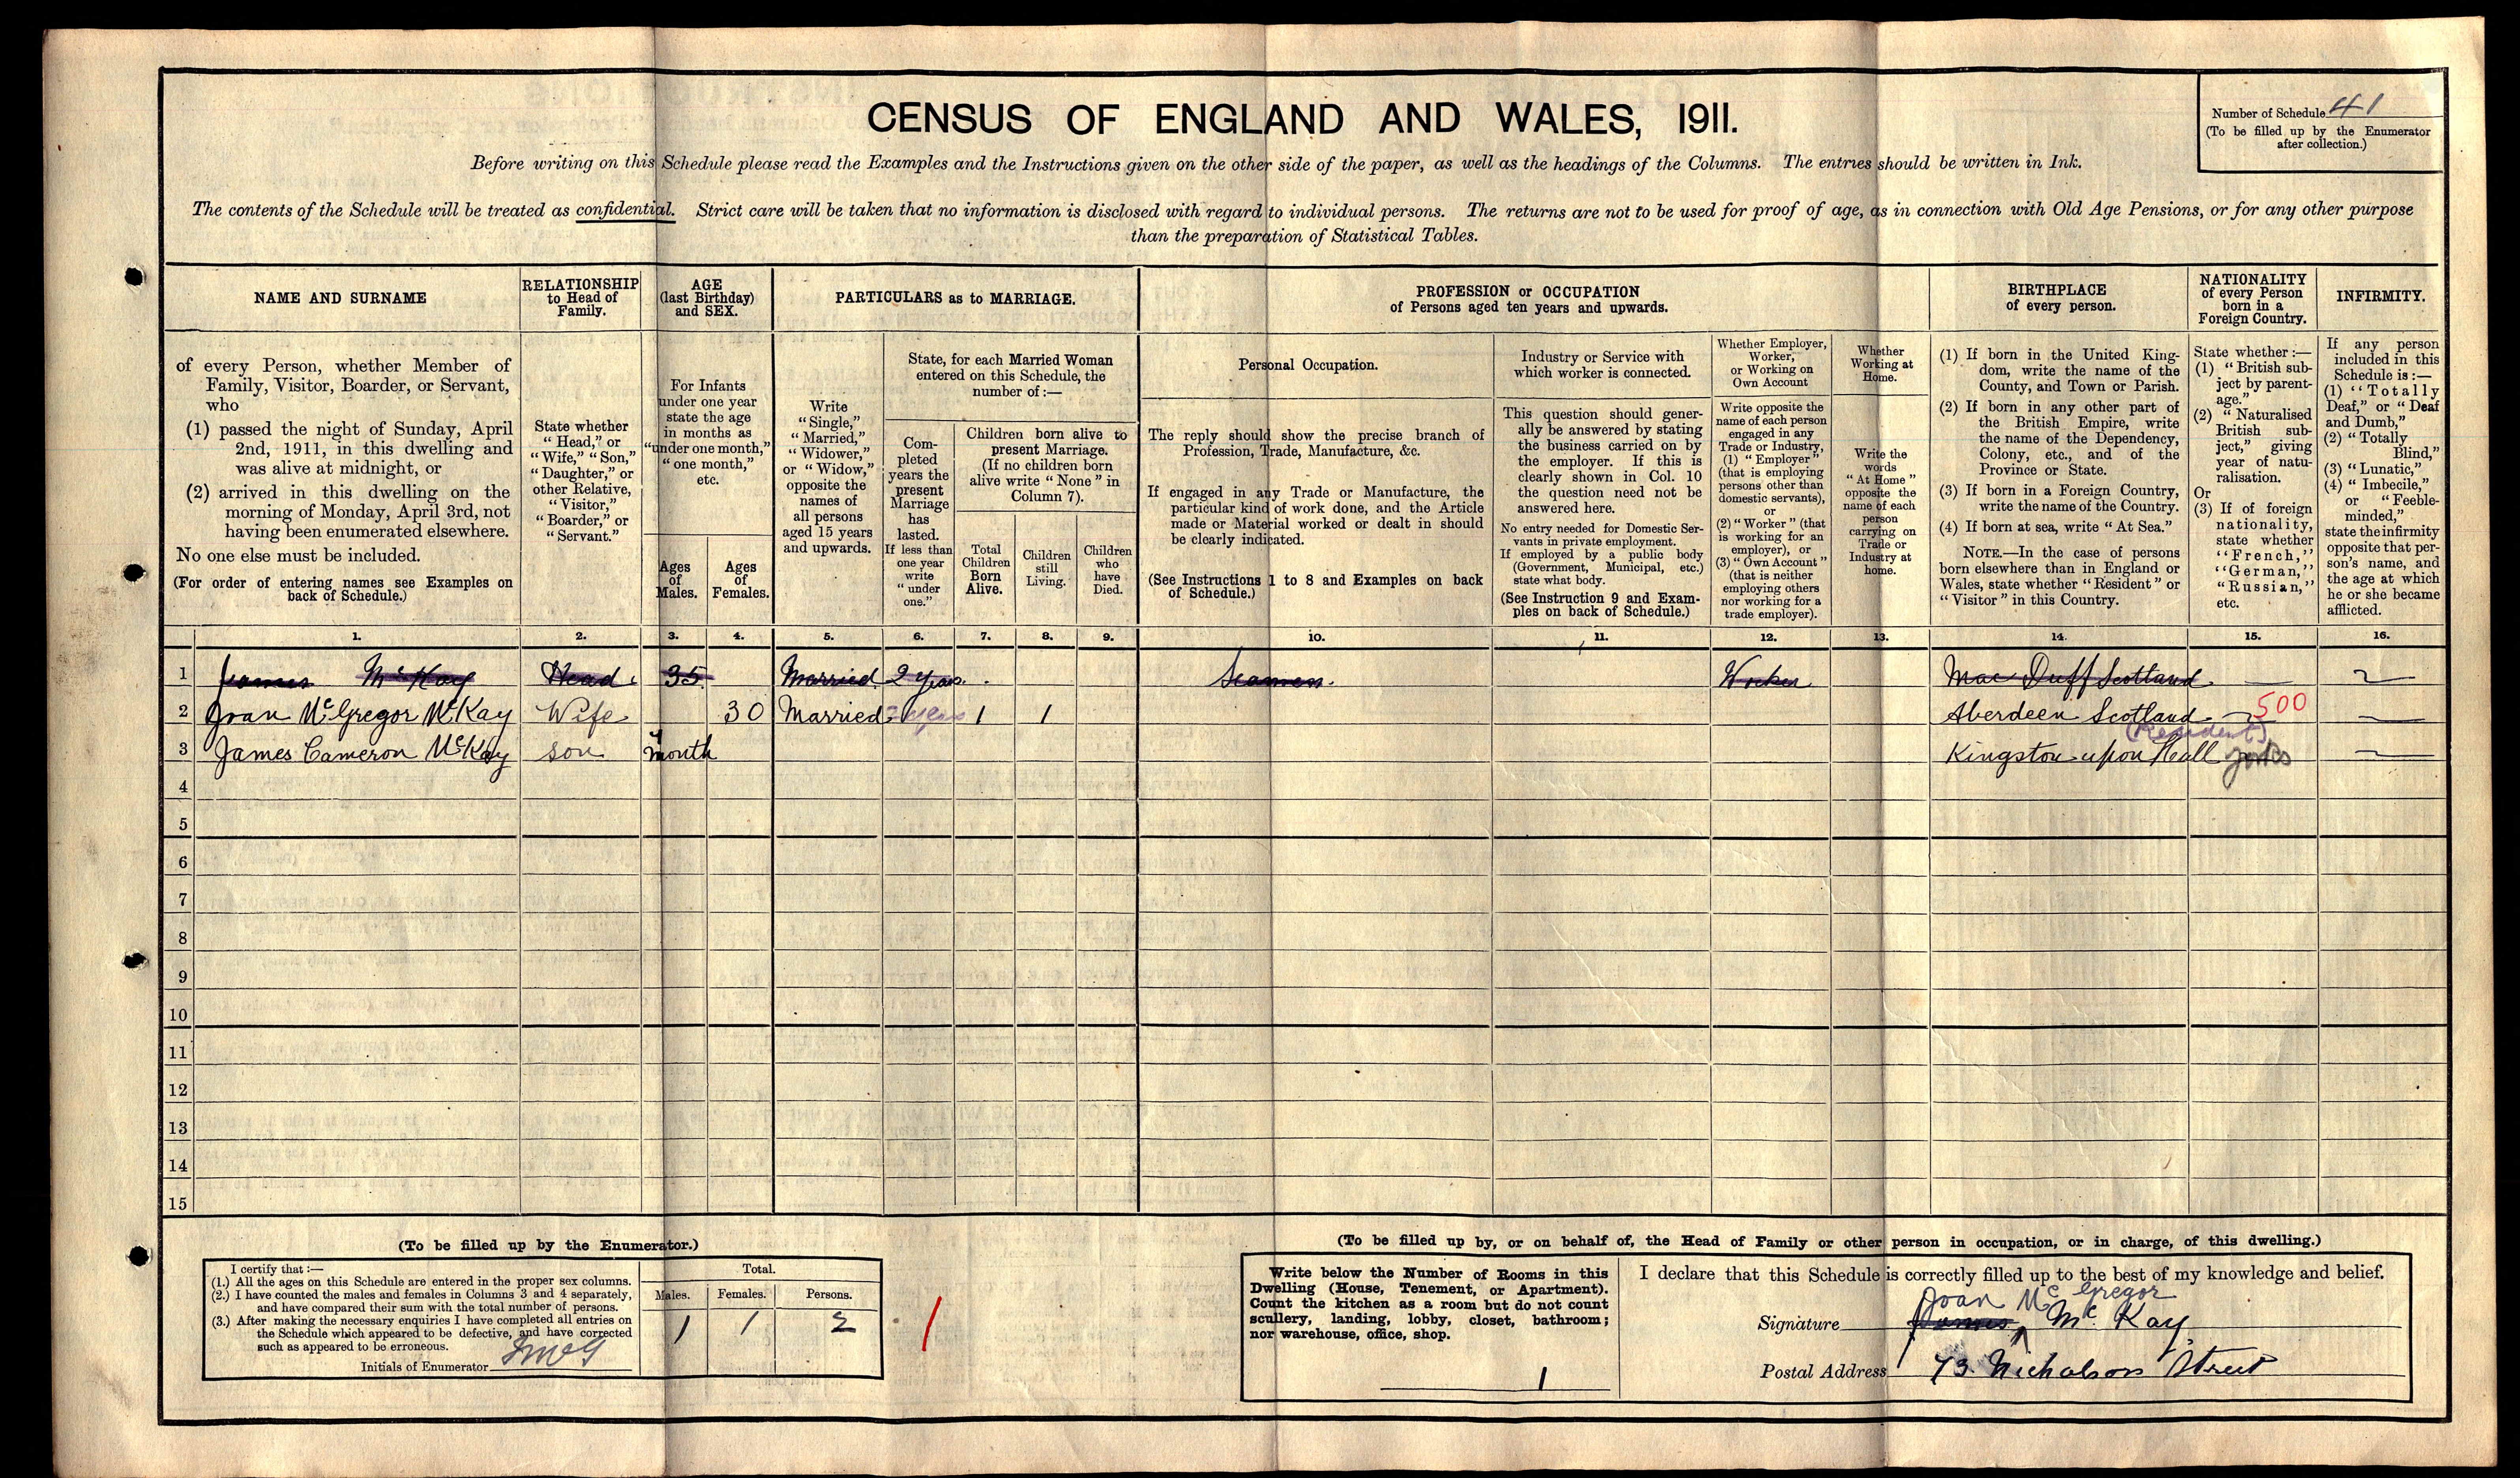 CENSUS OF ENGLAND AND WALES, 1911.
Number of Schedule 41
(To be filled up by the Enumerator
after collection.)
Before writing on this Schedule please read the Examples and the Instructions given on the other side of the paper, as well as the headings of the Columns. The entries should be written in Ink.
The contents of the Schedule will be treated as confidential. Strict care will be taken that no information is disclosed with regard to individual persons. The returns are not to be used for proof of age, as in connection with Old Age Pensions, or for any other purpose
than the preparation of Statistical Tables.
NAME AND SURNAME
of every Person, whether Member of
Family, Visitor, Boarder, or Servant,
who
(1) passed the night of Sunday, April
2nd, 1911, in this dwelling and
was alive at midnight, or
(2) arrived in this dwelling on the
morning of Monday, April 3rd, not
having been enumerated elsewhere.
No one else must be included.
(For order of entering names see Examples on
back of Schedule.)
RELATIONSHIP
to Head of
Family.
State whether
"Head," or
"Wife," "Son,"
"Daughter," or
other Relative,
"Visitor,"
"Boarder," or
"Servant."
AGE
(last Birthday)
and SEX.
For Infants
under one year
state the age
in months as
"under one month,"
"one month,"
etc.
Ages
of
Males.
Ages
of
Females.
PARTICULARS as to MARRIAGE.
Write
"Single,"
"Married,"
"Widower,"
or "Widow,"
opposite the
names of
all persons
aged 15 years
and upwards.
State, for each Married Woman
entered on this Schedule, the
number of :—
Com-
pleted
years the
present
Marriage
has
lasted.
If less than
one year
write
"under
one."
Children born alive to
present Marriage.
(If no children born
alive write "None" in
Column 7).
Total
Children
Born
Alive.
Children
still
Living.
Children
who
have
Died.
PROFESSION or OCCUPATION
of Persons aged ten years and upwards.
Personal Occupation.
The reply should show the precise branch of
Profession, Trade, Manufacture, &c.
If engaged in any Trade or Manufacture, the
particular kind of work done, and the Article
made or Material worked or dealt in should
be clearly indicated.
(See Instructions 1 to 8 and Examples on back
of Schedule.)
Industry or Service with
which worker is connected.
This question should gener-
ally be answered by stating
the business carried on by
the employer. If this is
clearly shown in Col. 10
the question need not be
answered here.
No entry needed for Domestic Ser-
vants in private employment.
If employed by a public body
(Government, Municipal, etc.)
state what body.
(See Instruction 9 and Exam-
ples on back of Schedule.)
Whether Employer,
Worker,
or Working on
Own Account
Write opposite the
name of each person
engaged in any
Trade or Industry,
(1) "Employer"
(that is employing
persons other than
domestic servants),
or
(2) "Worker" (that
is working for an
employer), or
(3) "Own Account"
(that is neither
employing others
nor working for a
trade employer).
Whether
Working at
Home.
Write the
words
"At Home"
opposite the
name of each
person
carrying on
Trade or
Industry at
home.
BIRTHPLACE
of every person.
(1) If born in the United King-
dom, write the name of the
County, and Town or Parish.
(2) If born in any other part of
the British Empire, write
the name of the Dependency,
Colony, etc., and of the
Province or State.
(3) If born in a Foreign Country,
write the name of the Country.
(4) If born at sea, write "At Sea."
NOTE.—In the case of persons
born elsewhere than in England or
Wales, state whether "Resident" or
"Visitor" in this Country.
NATIONALITY
of every Person
born in a
Foreign Country.
State whether :—
(1) "British sub-
ject by parent-
age."
(2) "Naturalised
British sub-
ject," giving
year of natu-
ralisation.
Or
(3) If of foreign
nationality,
state whether
"French,"
"German,"
"Russian,"
etc.
INFIRMITY.
If any person
included in this
Schedule is :—
(1) "Totally
Deaf," or "Deaf
and Dumb,"
(2) "Totally
Blind,"
(3) "Lunatic,"
(4) "Imbecile,"
or "Feeble-
minded,"
state the infirmity
opposite that per-
son's name, and
the age at which
he or she became
afflicted.
1. 2. 3. 4. 5. 6. 7. 8. 9. 10. 11. 12. 13. 14. 15. 16.
1 James McKay Head 35 Married 2 years Seamen Worker Mac Duff Scotland
2 Joan McGregor McKay Wife 30 Married 2 years 1 1 Aberdeen Scotland 500
(Resident)
3 James Cameron McKay son 4 month Kingston upon Hull Yorks
4
5
6
7
8
9
10
11
12
13
14
15
(To be filled up by the Enumerator.)
I certify that :—
(1.) All the ages on this Schedule are entered in the proper sex columns.
(2.) I have counted the males and females in Columns 3 and 4 separately,
and have compared their sum with the total number of persons.
(3.) After making the necessary enquiries I have completed all entries on
the Schedule which appeared to be defective, and have corrected
such as appeared to be erroneous.
Initials of Enumerator
Total.
Males. Females. Persons.
1 1 2
(To be filled up by, or on behalf of, the Head of Family or other person in occupation, or in charge, of this dwelling.)
Write below the Number of Rooms in this
Dwelling (House, Tenement, or Apartment).
Count the kitchen as a room but do not count
scullery, landing, lobby, closet, bathroom;
nor warehouse, office, shop.
1
I declare that this Schedule is correctly filled up to the best of my knowledge and belief.
Joan McGregor
Signature James McKay
Postal Address 73 Nicholson Street